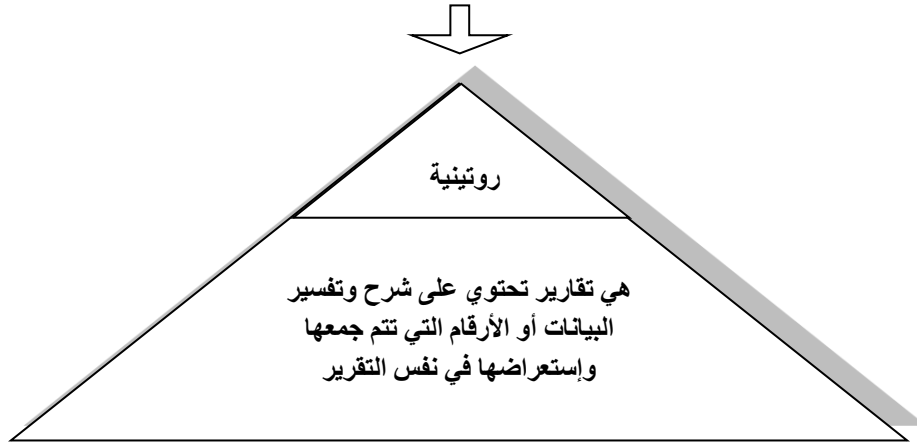 روتينية
هي تقارير تحتوي على شرح وتفسير
البيانات أو الأرقام التي تتم جمعها
وإستعراضها في نفس التقرير